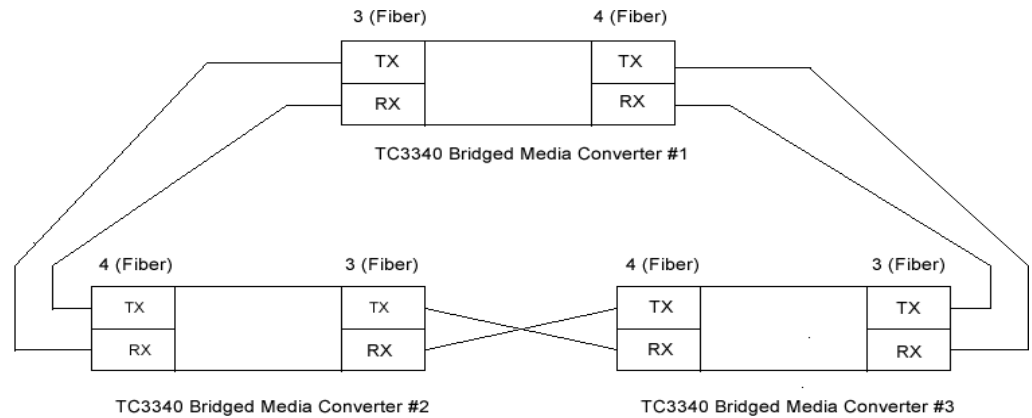 3 (Fiber) 4 (Fiber)
TX TX
RX RX
TC3340 Bridged Media Converter #1
4 (Fiber) 3 (Fiber) 4 (Fiber) 3 (Fiber)
TX TX TX TX
RX RX RX RX
TC3340 Bridged Media Converter #2 TC3340 Bridged Media Converter #3